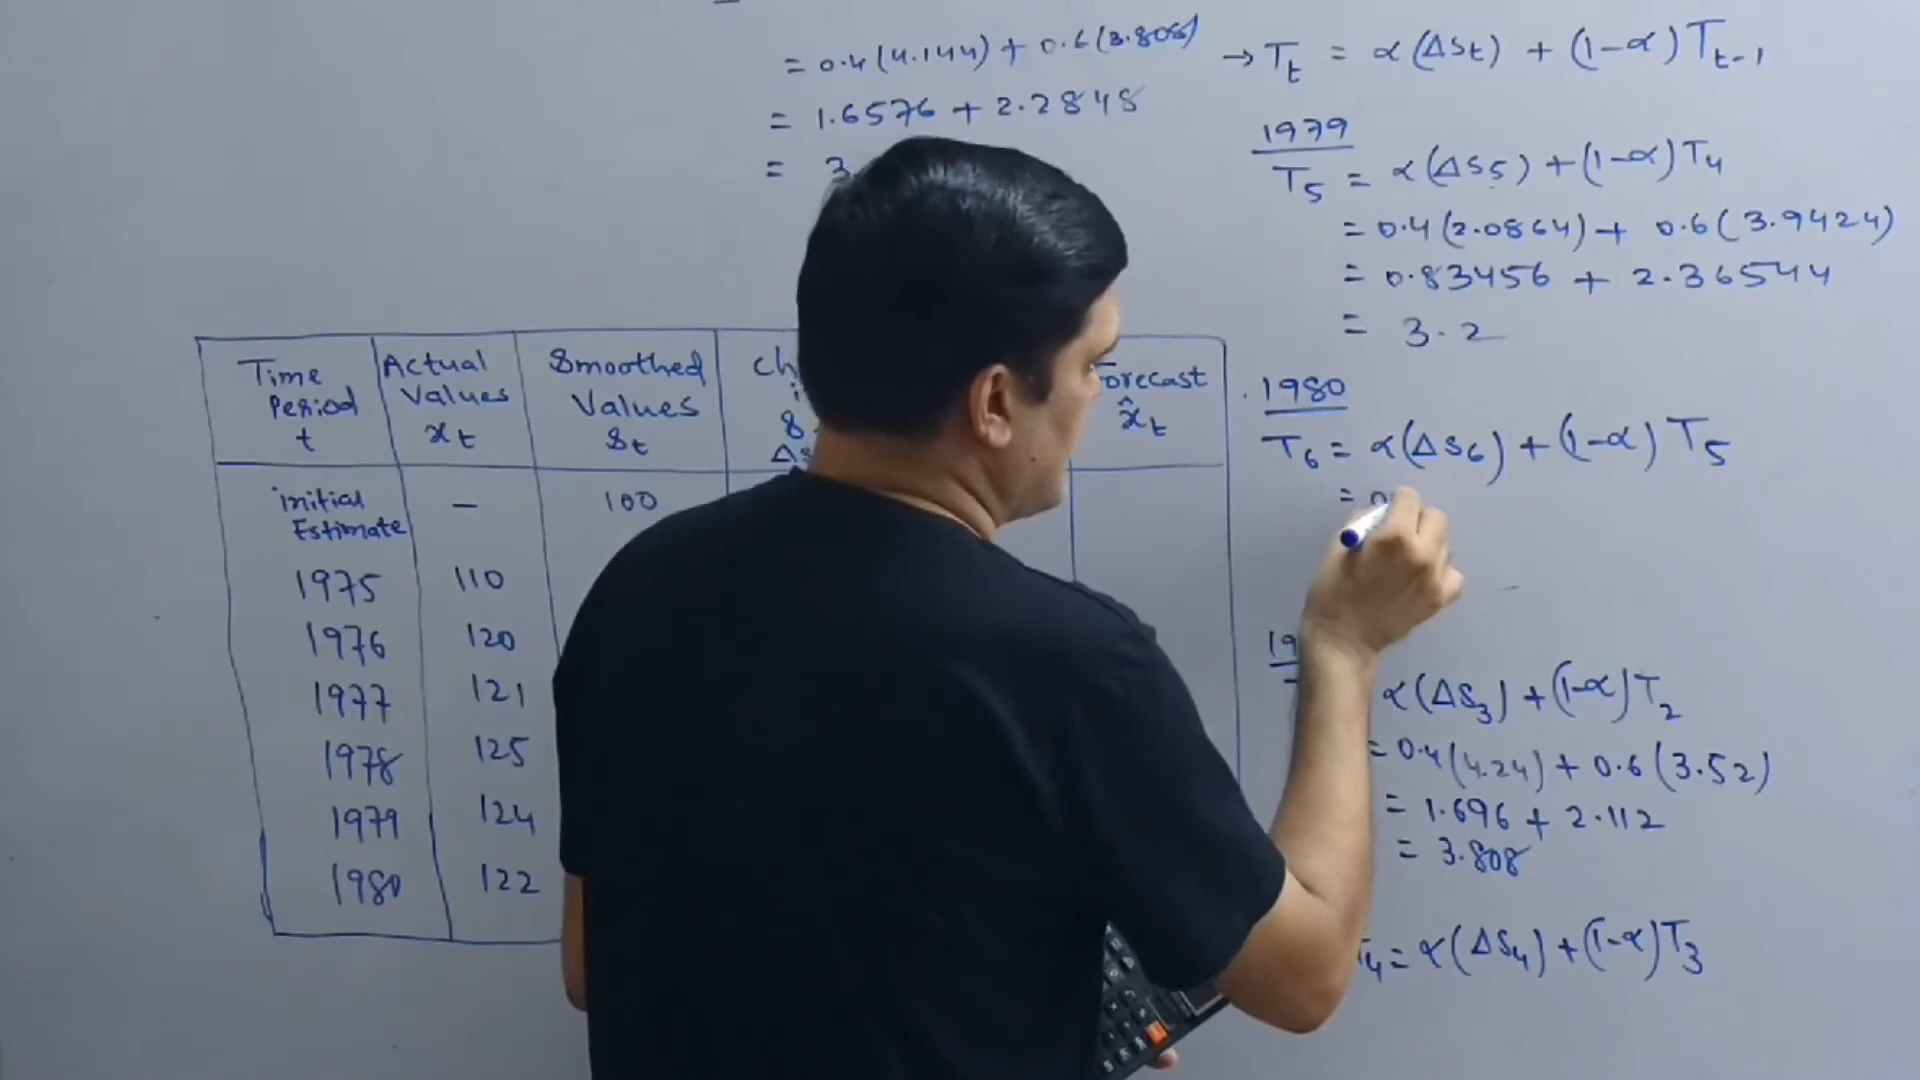 = 0.4(4.144) + 0.6(3.808)
= 1.6576 + 2.2848
= 3.
→ Tt = α(ΔSt) + (1-α)Tt-1
1979
T5 = α(ΔS5) + (1-α)T4
= 0.4(2.0864) + 0.6(3.9424)
= 0.83456 + 2.36544
= 3.2
1980
T6 = α(ΔS6) + (1-α)T5
= 0
19
α(ΔS3) + (1-α)T2
= 0.4(4.24) + 0.6(3.52)
= 1.696 + 2.112
= 3.808
T4 = α(ΔS4) + (1-α)T3
Time Period t
Actual Values xt
Smoothed Values St
x̂t
initial Estimate — 100
1975 110
1976 120
1977 121
1978 125
1979 124
1980 122